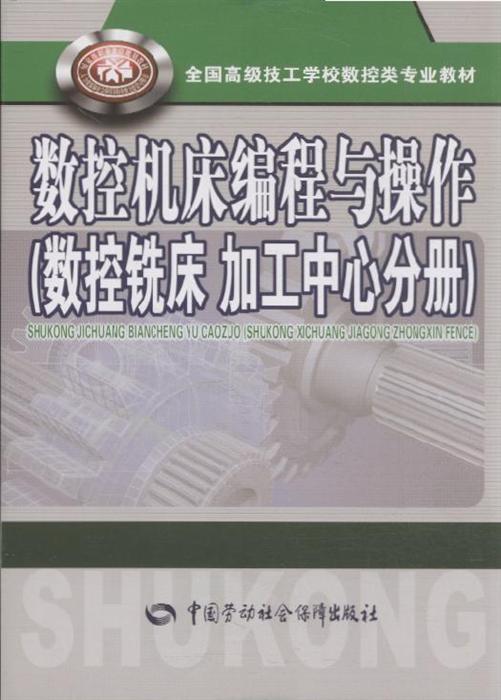 全国高级技工学校数控类专业教材
数控机床编程与操作
(数控铣床 加工中心分册)
SHUKONG JICHUANG BIANCHENG YU CAOZUO (SHUKONG XICHUANG JIAGONG ZHONGXIN FENCE)
中国劳动社会保障出版社
SHUKONG